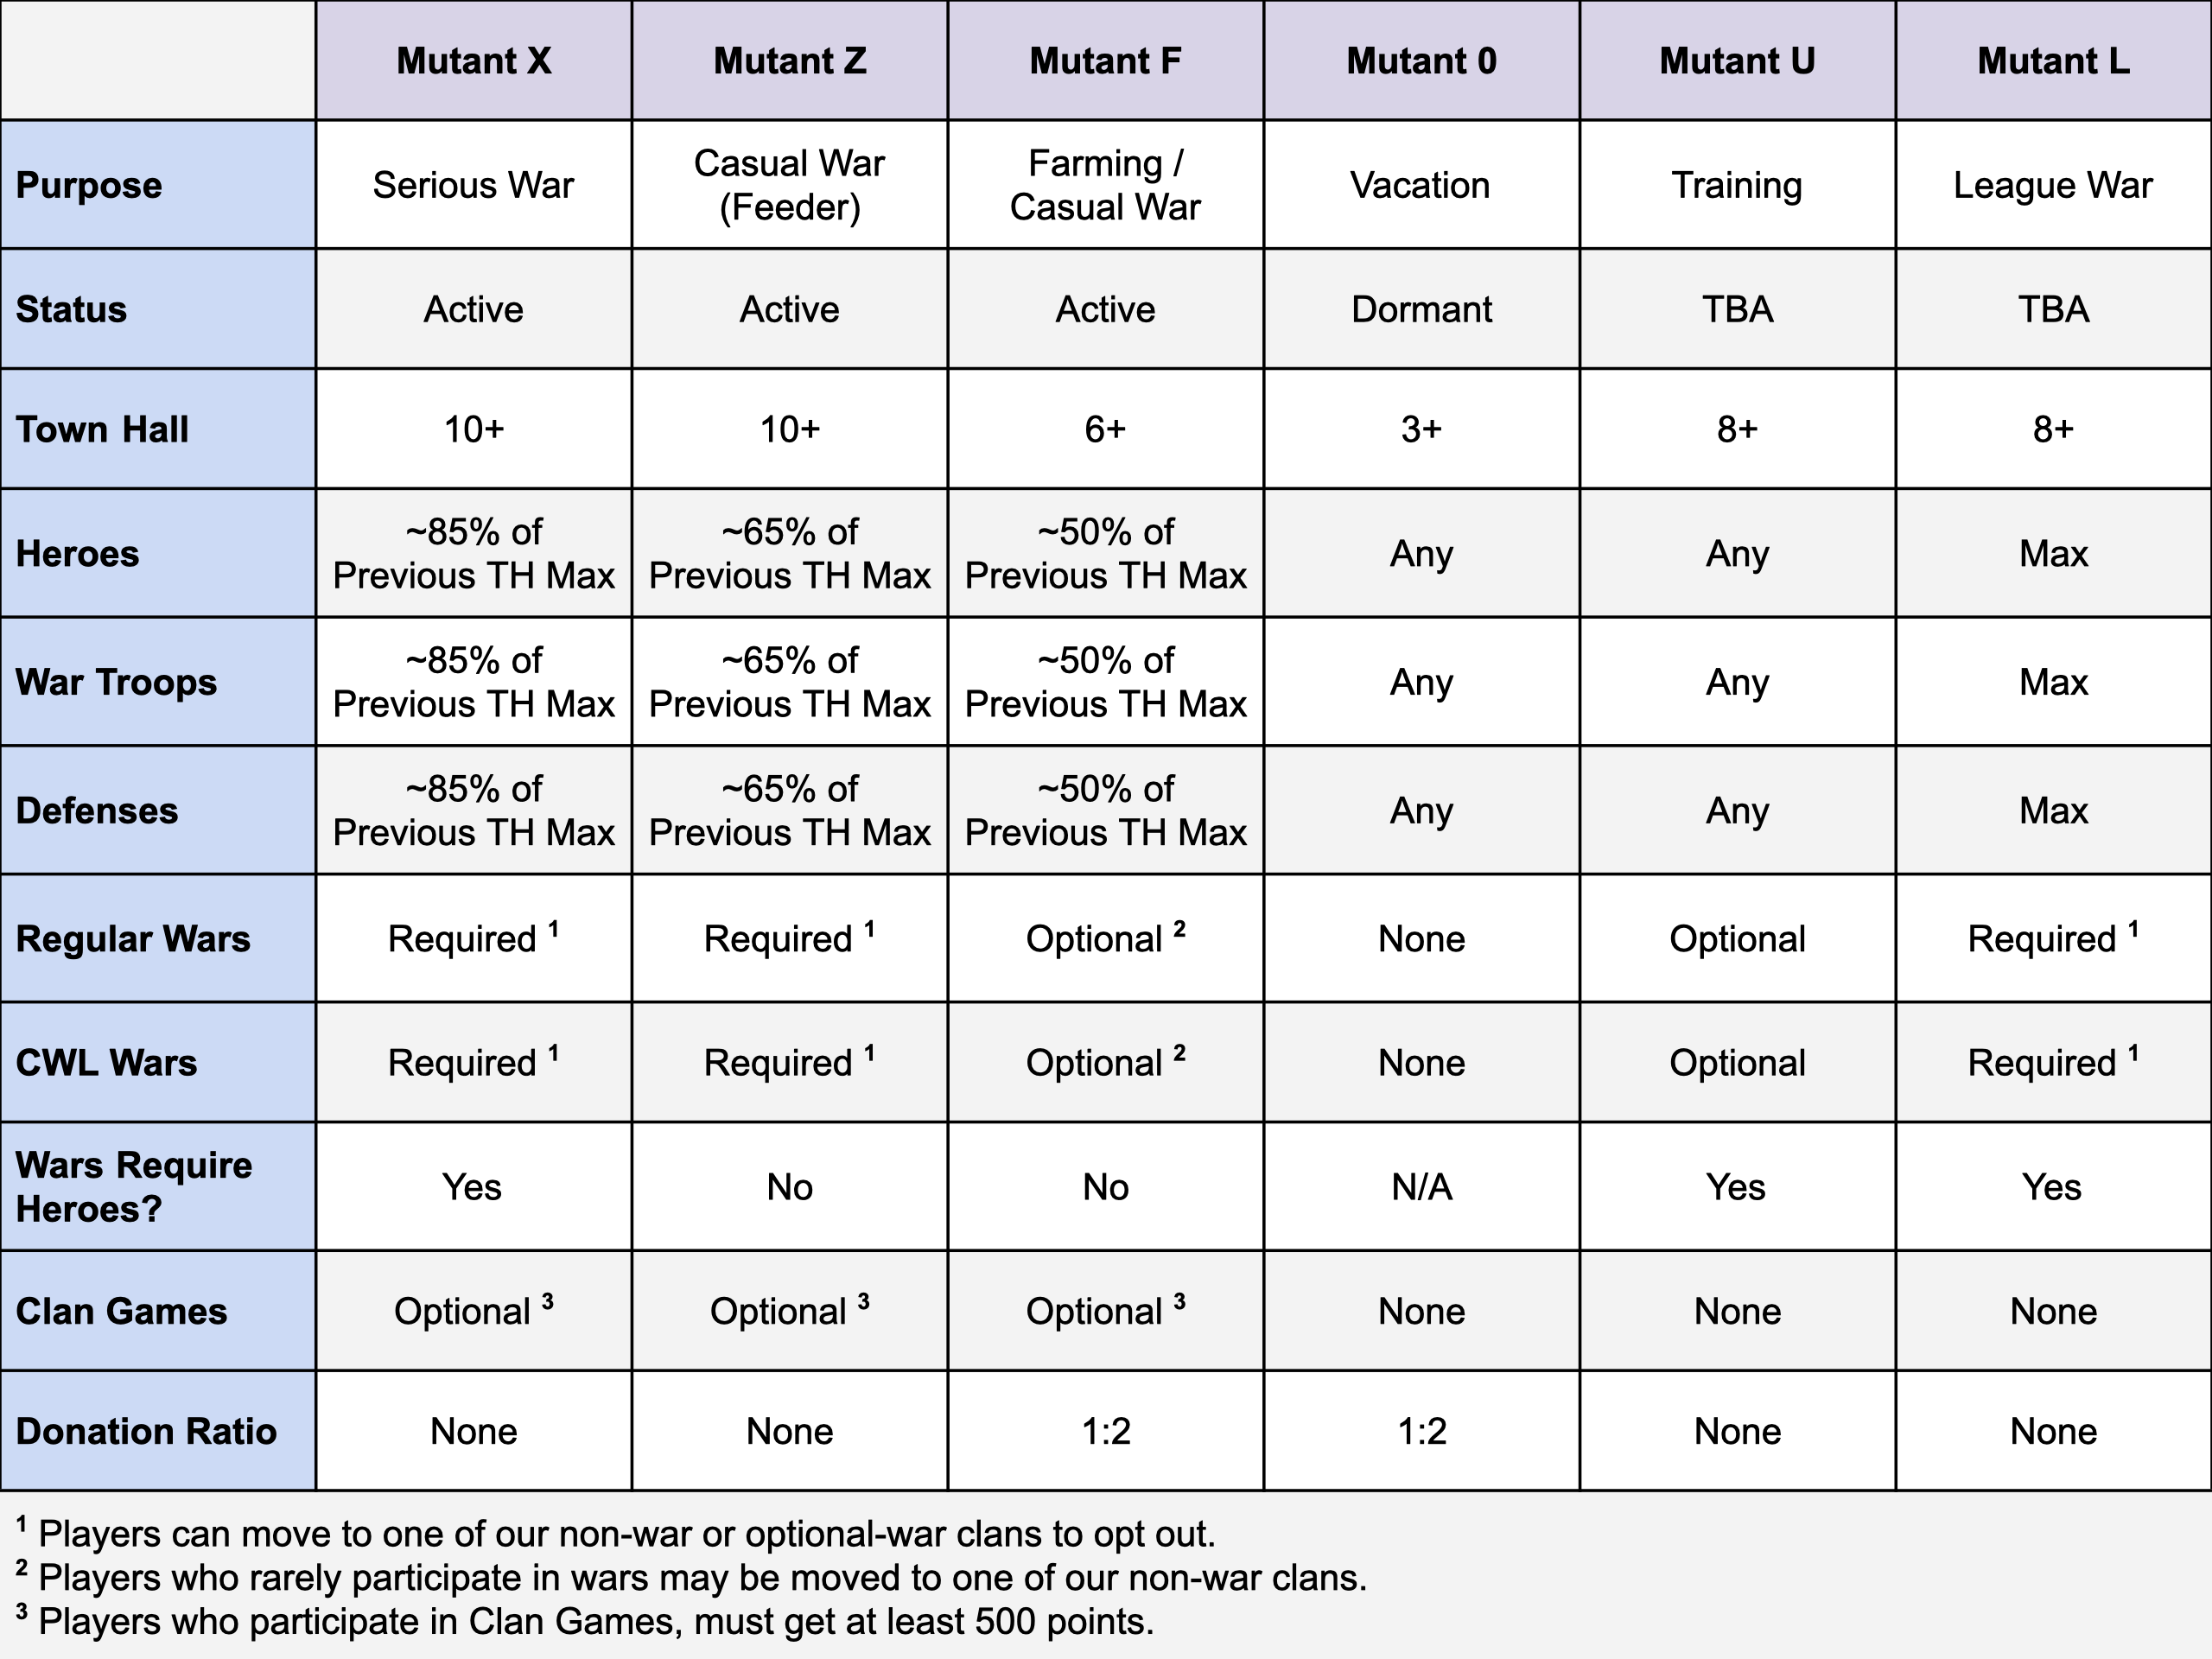 Mutant X Mutant Z Mutant F Mutant 0 Mutant U Mutant L
Purpose Serious War Casual War (Feeder) Farming / Casual War Vacation Training League War
Status Active Active Active Dormant TBA TBA
Town Hall 10+ 10+ 6+ 3+ 8+ 8+
Heroes ~85% of Previous TH Max ~65% of Previous TH Max ~50% of Previous TH Max Any Any Max
War Troops ~85% of Previous TH Max ~65% of Previous TH Max ~50% of Previous TH Max Any Any Max
Defenses ~85% of Previous TH Max ~65% of Previous TH Max ~50% of Previous TH Max Any Any Max
Regular Wars Required ¹ Required ¹ Optional ² None Optional Required ¹
CWL Wars Required ¹ Required ¹ Optional ² None Optional Required ¹
Wars Require Heroes? Yes No No N/A Yes Yes
Clan Games Optional ³ Optional ³ Optional ³ None None None
Donation Ratio None None 1:2 1:2 None None
¹ Players can move to one of our non-war or optional-war clans to opt out.
² Players who rarely participate in wars may be moved to one of our non-war clans.
³ Players who participate in Clan Games, must get at least 500 points.